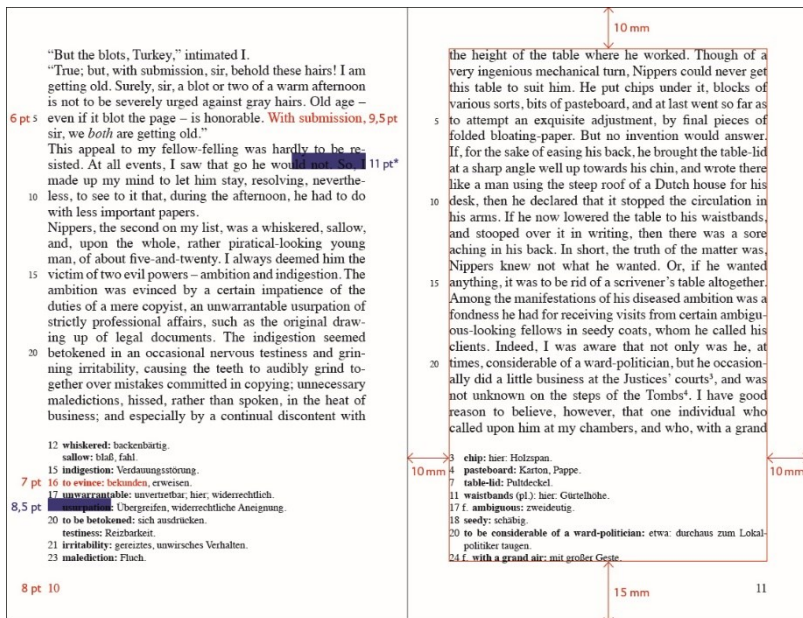 “But the blots, Turkey,” intimated I.
“True; but, with submission, sir, behold these hairs! I am
getting old. Surely, sir, a blot or two of a warm afternoon
is not to be severely urged against gray hairs. Old age –
6 pt 5 even if it blot the page – is honorable. With submission, 9,5 pt
sir, we both are getting old.”
This appeal to my fellow-felling was hardly to be re-
sisted. At all events, I saw that go he would not. So, I 11 pt*
made up my mind to let him stay, resolving, neverthe-
10 less, to see to it that, during the afternoon, he had to do
with less important papers.
Nippers, the second on my list, was a whiskered, sallow,
and, upon the whole, rather piratical-looking young
man, of about five-and-twenty. I always deemed him the
15 victim of two evil powers – ambition and indigestion. The
ambition was evinced by a certain impatience of the
duties of a mere copyist, an unwarrantable usurpation of
strictly professional affairs, such as the original draw-
ing up of legal documents. The indigestion seemed
20 betokened in an occasional nervous testiness and grin-
ning irritability, causing the teeth to audibly grind to-
gether over mistakes committed in copying; unnecessary
maledictions, hissed, rather than spoken, in the heat of
business; and especially by a continual discontent with
12 whiskered: backenbärtig.
sallow: blaß, fahl.
15 indigestion: Verdauungsstörung.
7 pt 16 to evince: bekunden, erweisen.
17 unwarrantable: unvertretbar; hier: widerrechtlich.
8,5 pt usurpation: Übergreifen, widerrechtliche Aneignung.
20 to be betokened: sich ausdrücken.
testiness: Reizbarkeit.
21 irritability: gereiztes, unwirsches Verhalten.
23 malediction: Fluch.
8 pt 10
10 mm
the height of the table where he worked. Though of a
very ingenious mechanical turn, Nippers could never get
this table to suit him. He put chips under it, blocks of
various sorts, bits of pasteboard, and at last went so far as
5 to attempt an exquisite adjustment, by final pieces of
folded bloating-paper. But no invention would answer.
If, for the sake of easing his back, he brought the table-lid
at a sharp angle well up towards his chin, and wrote there
like a man using the steep roof of a Dutch house for his
10 desk, then he declared that it stopped the circulation in
his arms. If he now lowered the table to his waistbands,
and stooped over it in writing, then there was a sore
aching in his back. In short, the truth of the matter was,
Nippers knew not what he wanted. Or, if he wanted
15 anything, it was to be rid of a scrivener’s table altogether.
Among the manifestations of his diseased ambition was a
fondness he had for receiving visits from certain ambigu-
ous-looking fellows in seedy coats, whom he called his
clients. Indeed, I was aware that not only was he, at
20 times, considerable of a ward-politician, but he occasion-
ally did a little business at the Justices’ courts³, and was
not unknown on the steps of the Tombs⁴. I have good
reason to believe, however, that one individual who
called upon him at my chambers, and who, with a grand
3 chip: hier: Holzspan.
10 mm 4 pasteboard: Karton, Pappe. 10 mm
7 table-lid: Pultdeckel.
11 waistbands (pl.): hier: Gürtelhöhe.
17 f. ambiguous: zweideutig.
18 seedy: schäbig.
20 to be considerable of a ward-politician: etwa: durchaus zum Lokal-
politiker taugen.
24 f. with a grand air: mit großer Geste.
15 mm
11